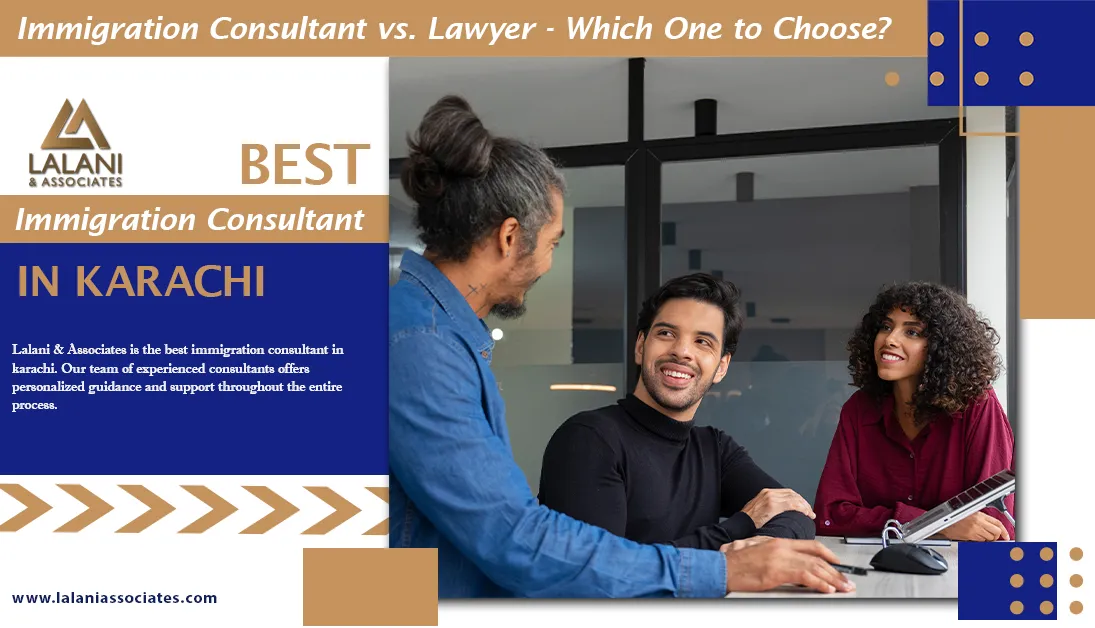 Immigration Consultant vs. Lawyer - Which One to Choose?
LALANI
& ASSOCIATES
BEST
Immigration Consultant
IN KARACHI
Lalani & Associates is the best immigration consultant in
karachi. Our team of experienced consultants offers
personalized guidance and support throughout the entire
process.
www.lalaniassociates.com